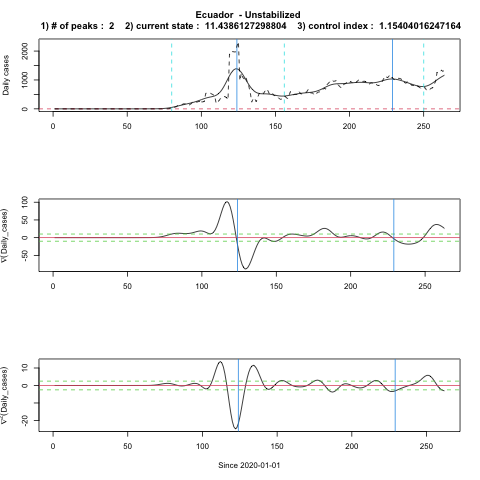 Ecuador - Unstabilized
1) # of peaks : 2 2) current state : 11.4386127298804 3) control index : 1.15404016247164
Daily cases
0 1000 2000
0 50 100 150 200 250
∇(Daily_cases)
-50 0 50 100
0 50 100 150 200 250
∇²(Daily_cases)
-20 0 10
0 50 100 150 200 250
Since 2020-01-01